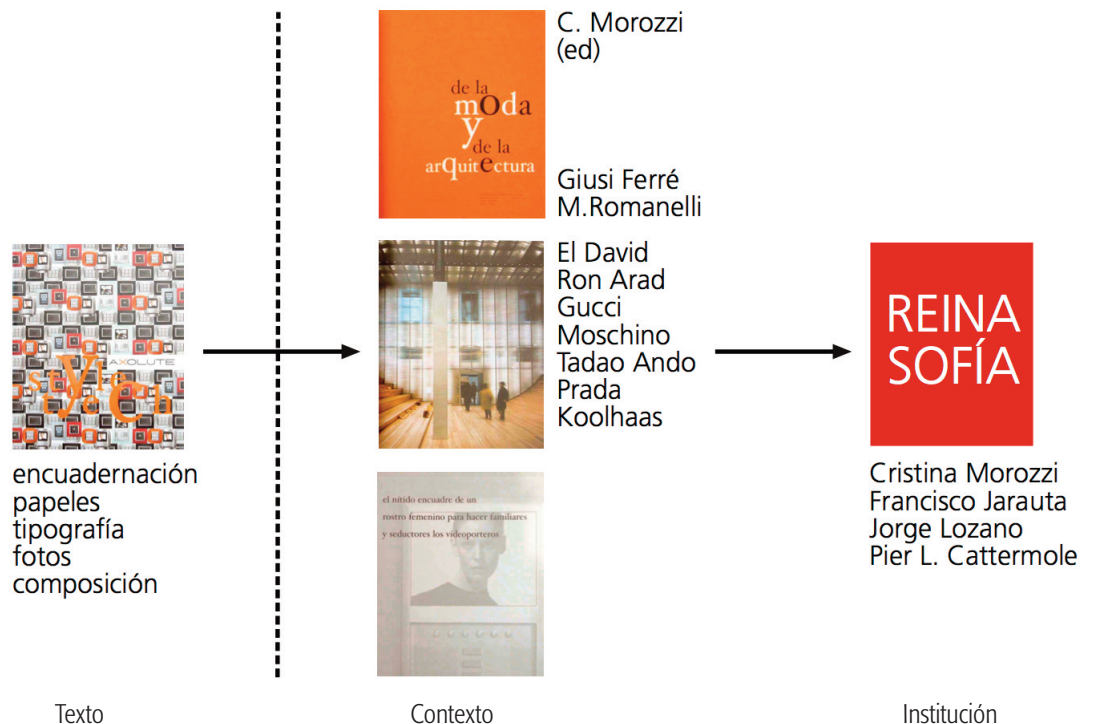 C. Morozzi
(ed)
de la
moda
y
de la
arquitectura
Giusi Ferré
M.Romanelli
AXOLUTE
style
tech
encuadernación
papeles
tipografía
fotos
composición
El David
Ron Arad
Gucci
Moschino
Tadao Ando
Prada
Koolhaas
REINA
SOFÍA
Cristina Morozzi
Francisco Jarauta
Jorge Lozano
Pier L. Cattermole
el nítido encuadre de un
rostro femenino para hacer familiares
y seductores los videoporteros
Texto
Contexto
Institución